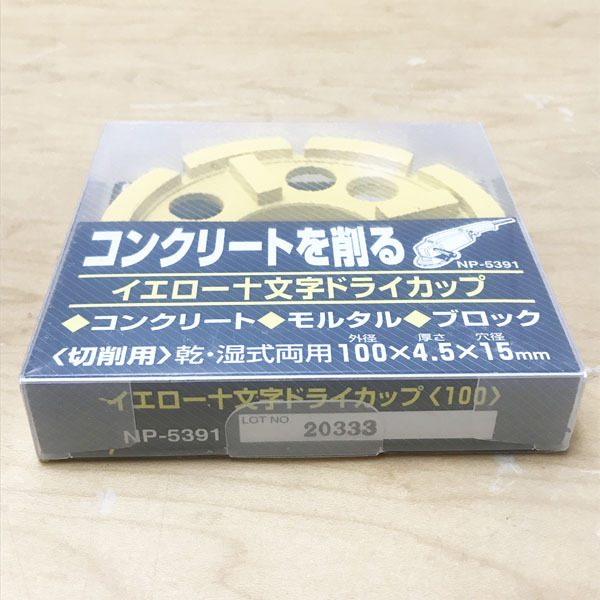 コンクリートを削る
NP-5391
イエロー十文字ドライカップ
◆コンクリート◆モルタル◆ブロック
外径 厚さ 穴径
〈切削用〉乾・湿式両用100×4.5×15mm
イエロー十文字ドライカップ〈100〉
NP-5391 LOT NO. 20333